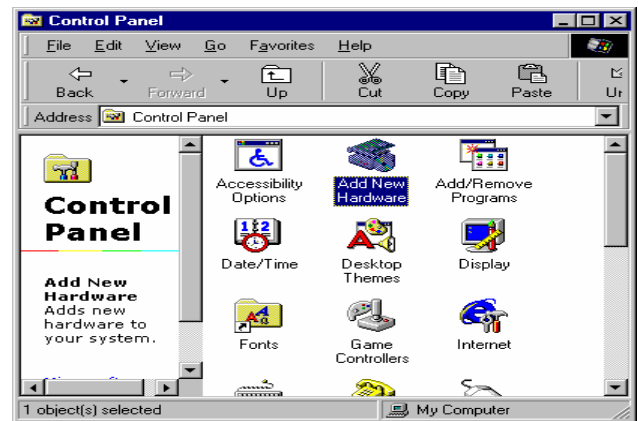 Control Panel
File Edit View Go Favorites Help
Back Forward Up Cut Copy Paste
Address Control Panel
Control
Panel
Add New
Hardware
Adds new
hardware to
your system.
Accessibility
Options
Add New
Hardware
Add/Remove
Programs
Date/Time
Desktop
Themes
Display
Fonts
Game
Controllers
Internet
1 object(s) selected
My Computer